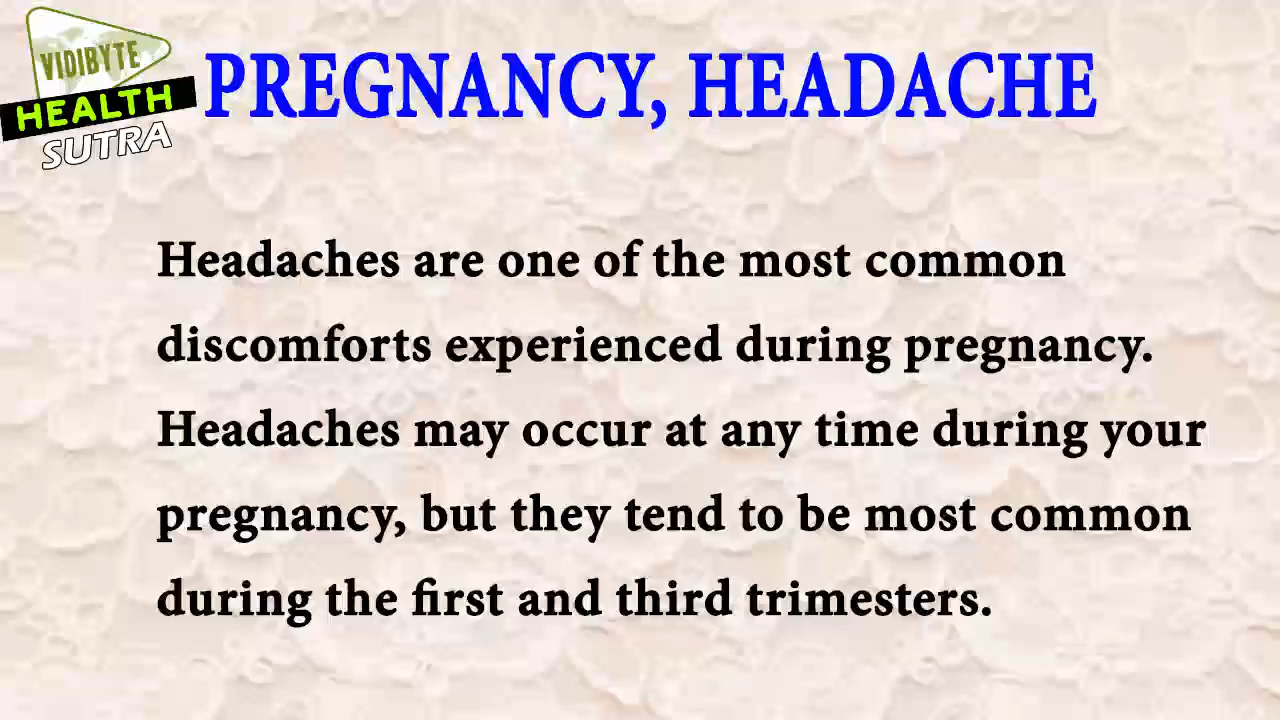 VIDIBYTE
HEALTH
SUTRA
PREGNANCY, HEADACHE
Headaches are one of the most common
discomforts experienced during pregnancy.
Headaches may occur at any time during your
pregnancy, but they tend to be most common
during the first and third trimesters.